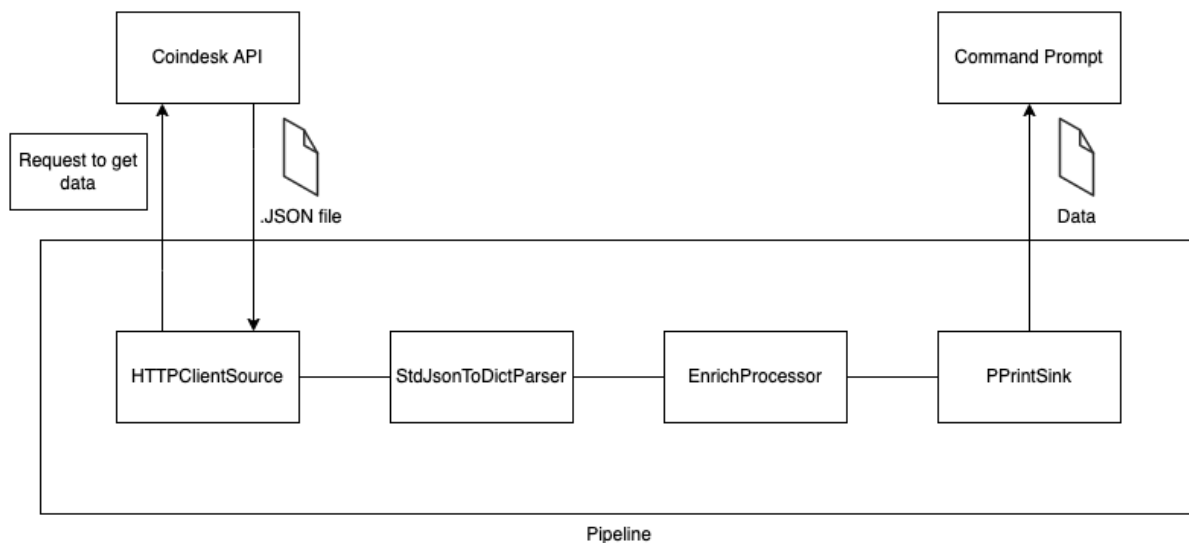 Coindesk API
Command Prompt
Request to get
data
.JSON file
Data
HTTPClientSource
StdJsonToDictParser
EnrichProcessor
PPrintSink
Pipeline